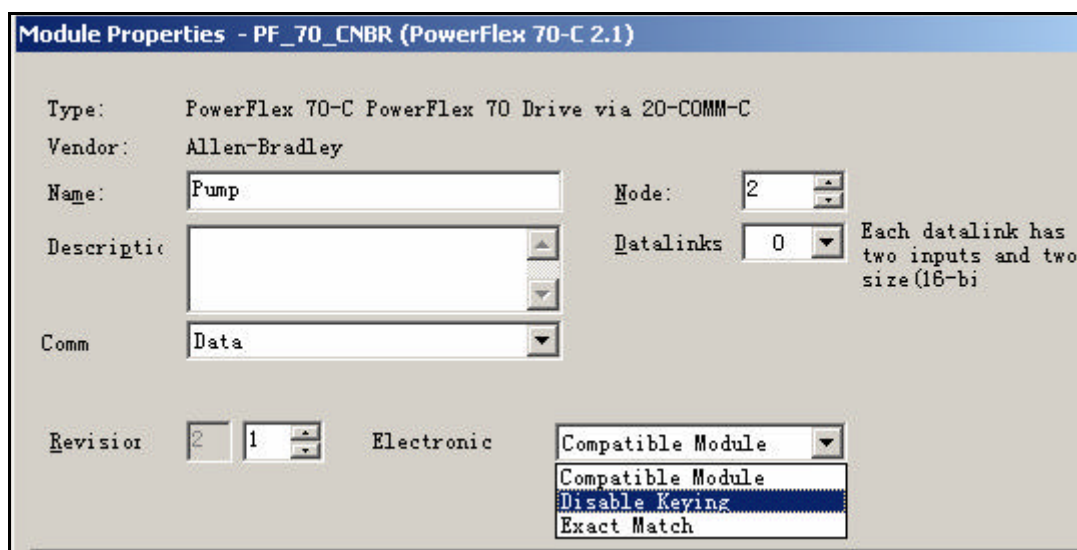 Module Properties - PF_70_CNBR (PowerFlex 70-C 2.1)
Type: PowerFlex 70-C PowerFlex 70 Drive via 20-COMM-C
Vendor: Allen-Bradley
Name: Pump Node: 2
Descriptic Datalinks 0 Each datalink has
two inputs and two
size(16-bi
Comm Data
Revisior 2 1 Electronic Compatible Module
Compatible Module
Disable Keying
Exact Match